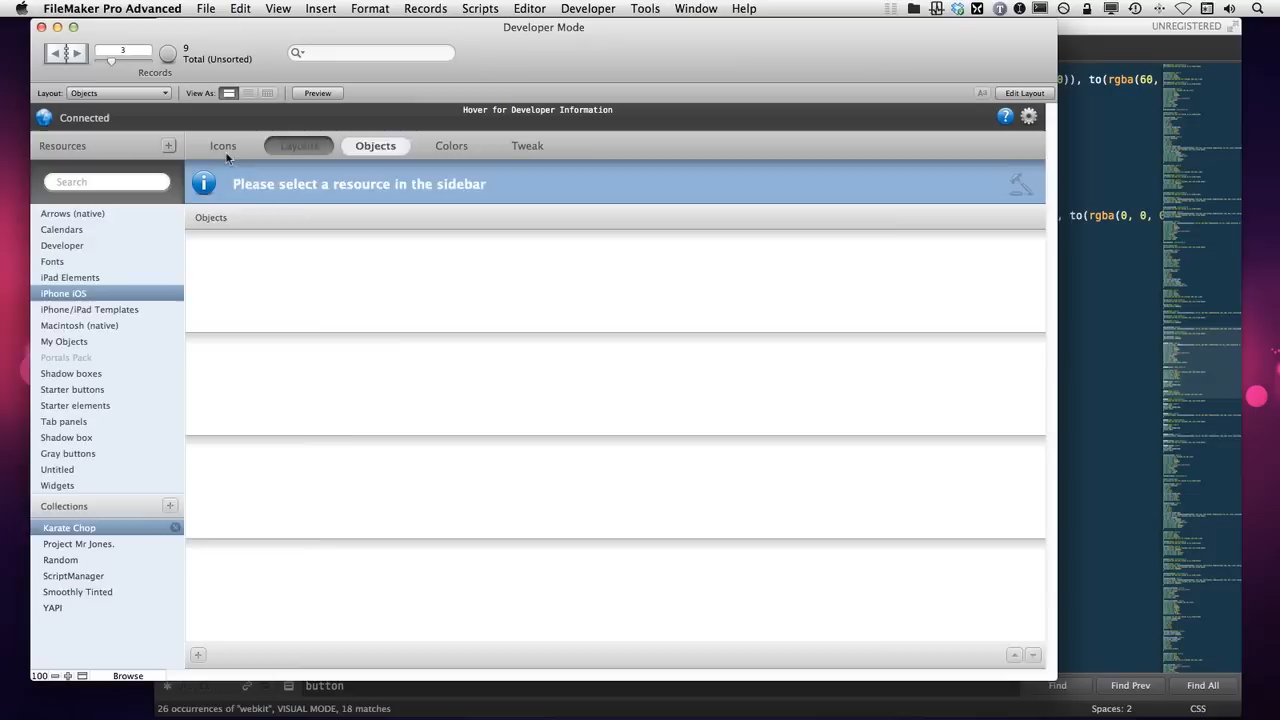 FileMaker Pro Advanced File Edit View Insert Format Records Scripts Editor Developer Tools Window Help
Developer Mode
UNREGISTERED
3
9
Total (Unsorted)
Records
Layout: Objects View As: Preview Aa Edit Layout
Hover for Developer Information
Connected
?
Resources
Icons Layouts Objects Colors Tweak
Search
Please select a resource in the sidebar
Objects
Arrows (native)
Calendars
Developer
Fonts
iPad Elements
iPhone iOS
iPhone/iPad Templates
Macintosh (native)
My Objects
Portals Pack
Shadow boxes
Starter buttons
Starter elements
Tab panels
Shadow box
Gray buttons
Untitled
Widgets
Collections
Karate Chop
Project Mr Jones.
Random
ScriptManager
Smoothly Tinted
YAPI
100 Browse
)), to(rgba(60,
, to(rgba(0, 0, 0
button
Find Find Prev Find All
26 occurrences of "webkit", VISUAL MODE, 18 matches
Spaces: 2 CSS